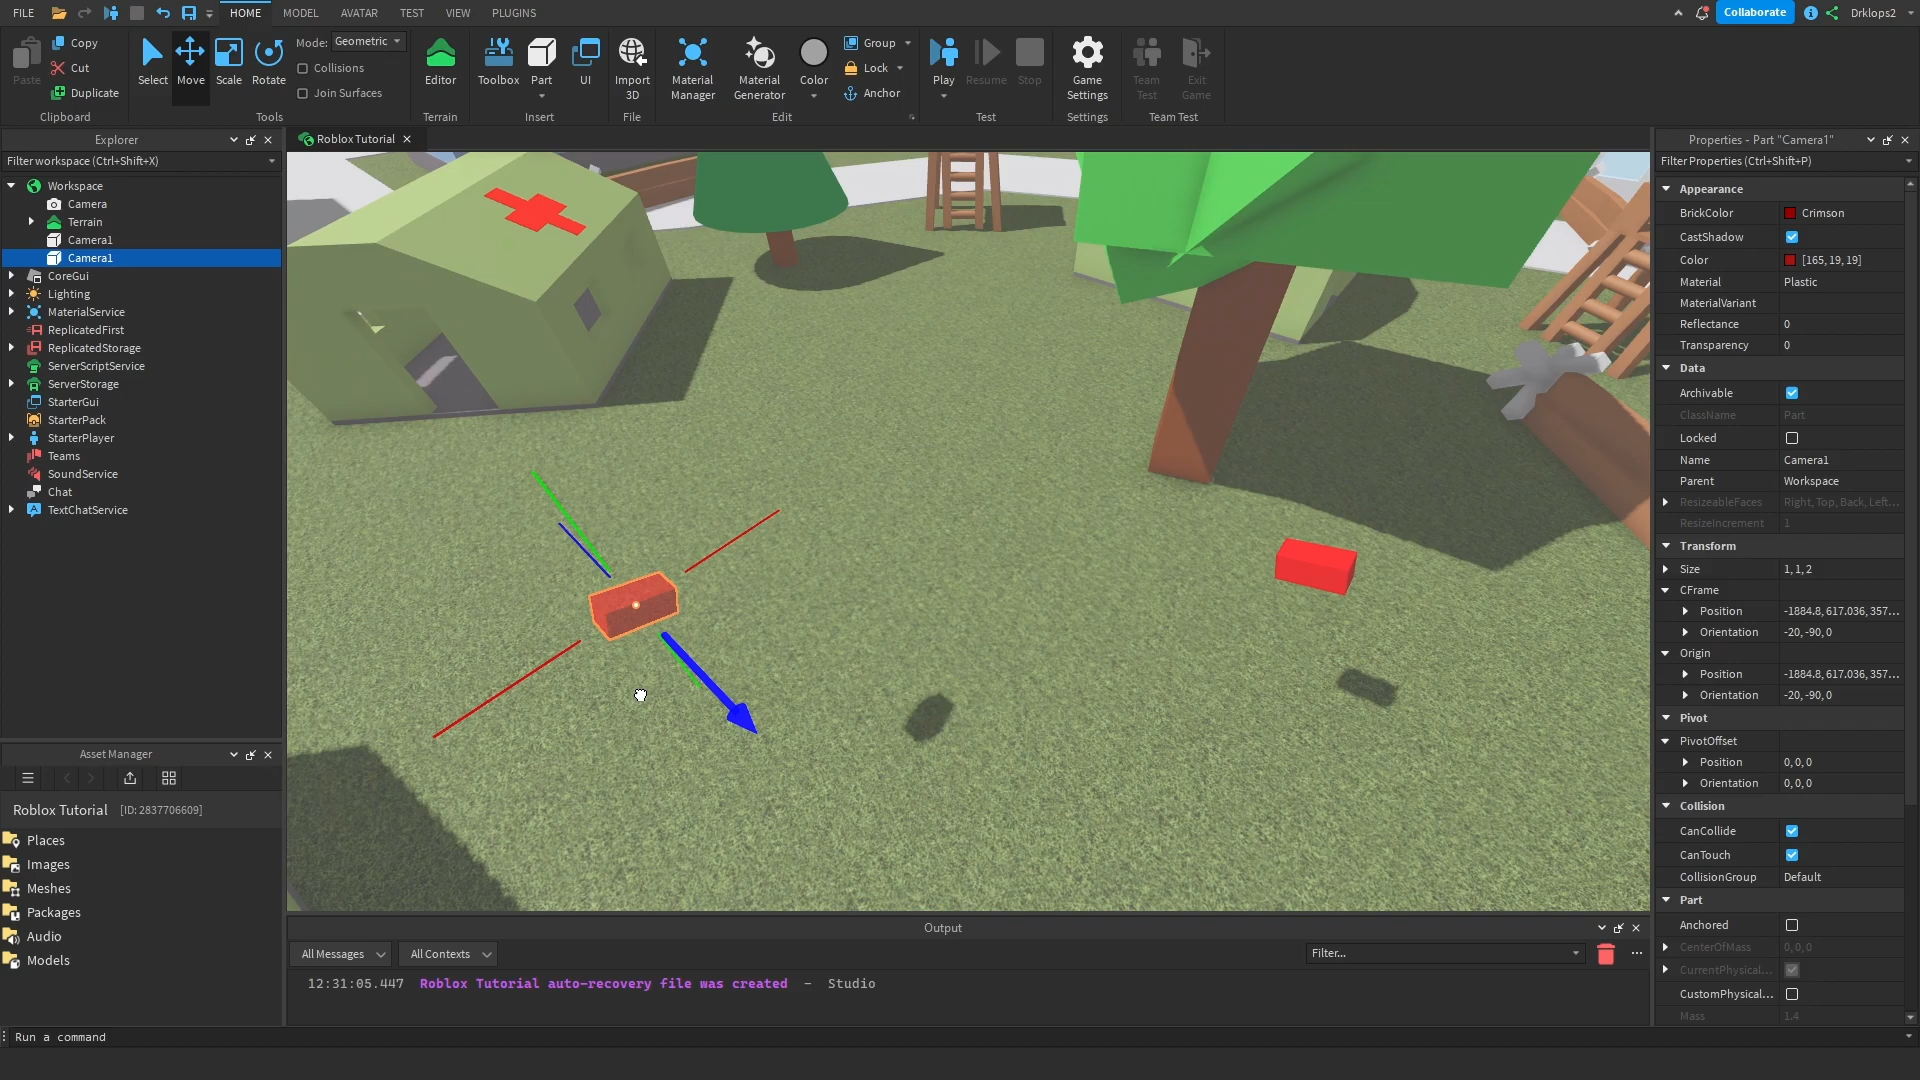 FILE
HOME
MODEL
AVATAR
TEST
VIEW
PLUGINS
Collaborate
Drklops2
Paste
Copy
Cut
Duplicate
Clipboard
Select
Move
Scale
Rotate
Mode: Geometric
Collisions
Join Surfaces
Tools
Editor
Terrain
Toolbox
Part
UI
Insert
Import
3D
File
Material
Manager
Material
Generator
Color
Group
Lock
Anchor
Edit
Play
Resume
Stop
Test
Game
Settings
Settings
Team
Test
Exit
Game
Team Test
Explorer
Filter workspace (Ctrl+Shift+X)
Workspace
Camera
Terrain
Camera1
Camera1
CoreGui
Lighting
MaterialService
ReplicatedFirst
ReplicatedStorage
ServerScriptService
ServerStorage
StarterGui
StarterPack
StarterPlayer
Teams
SoundService
Chat
TextChatService
Asset Manager
Roblox Tutorial [ID: 2837706609]
Places
Images
Meshes
Packages
Audio
Models
Roblox Tutorial
Output
All Messages
All Contexts
Filter...
12:31:05.447 Roblox Tutorial auto-recovery file was created – Studio
Run a command
Properties - Part "Camera1"
Filter Properties (Ctrl+Shift+P)
Appearance
BrickColor Crimson
CastShadow
Color [165, 19, 19]
Material Plastic
MaterialVariant
Reflectance 0
Transparency 0
Data
Archivable
ClassName Part
Locked
Name Camera1
Parent Workspace
ResizeableFaces Right, Top, Back, Left...
ResizeIncrement 1
Transform
Size 1, 1, 2
CFrame
Position -1884.8, 617.036, 357...
Orientation -20, -90, 0
Origin
Position -1884.8, 617.036, 357...
Orientation -20, -90, 0
Pivot
PivotOffset
Position 0, 0, 0
Orientation 0, 0, 0
Collision
CanCollide
CanTouch
CollisionGroup Default
Part
Anchored
CenterOfMass 0, 0, 0
CurrentPhysical...
CustomPhysical...
Mass 1.4